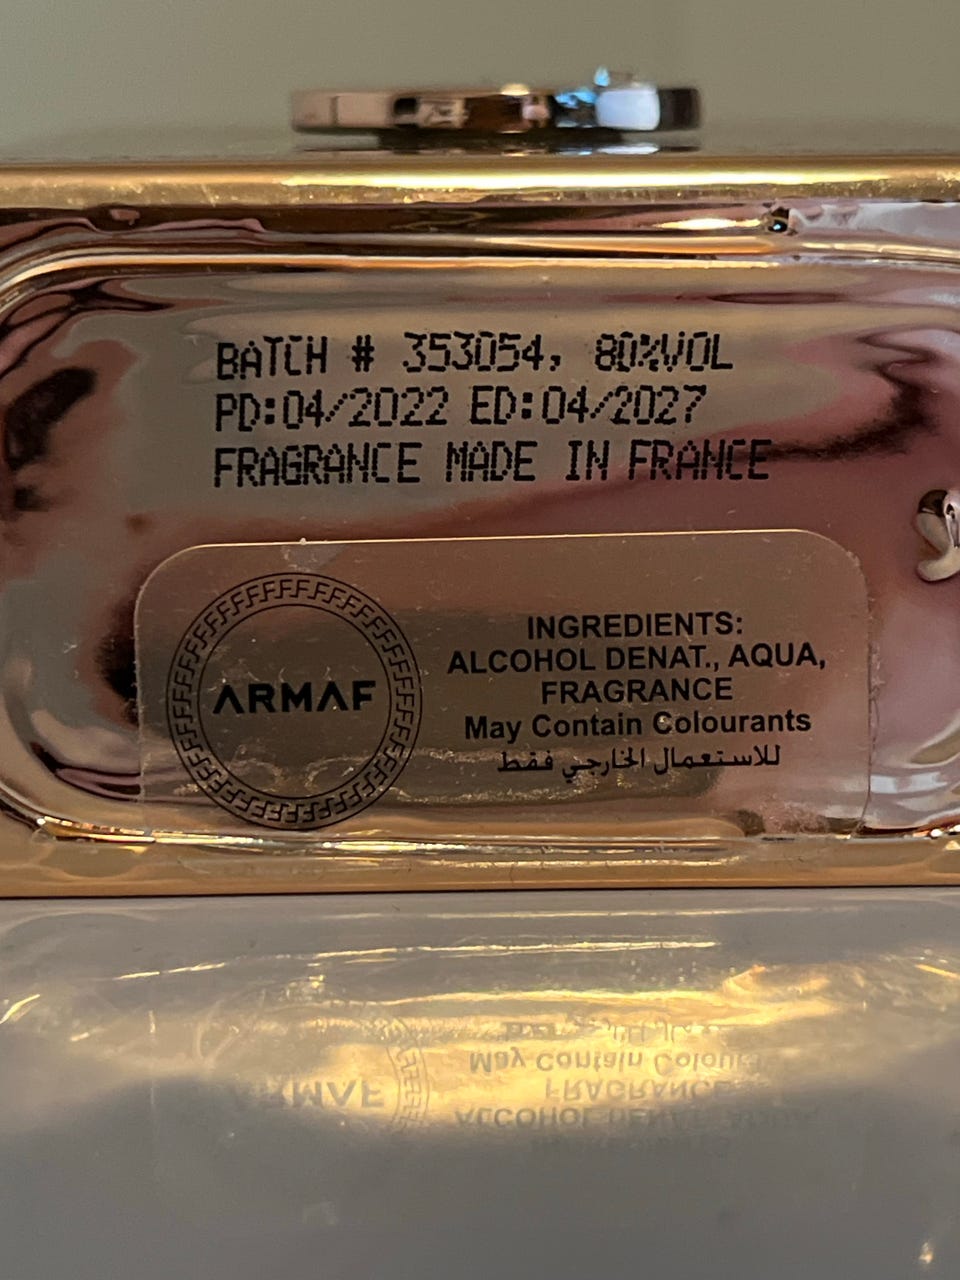 BATCH # 353054, 80%VOL
PD:04/2022 ED:04/2027
FRAGRANCE MADE IN FRANCE
ARMAF
INGREDIENTS:
ALCOHOL DENAT., AQUA,
FRAGRANCE
May Contain Colourants
للاستعمال الخارجي فقط